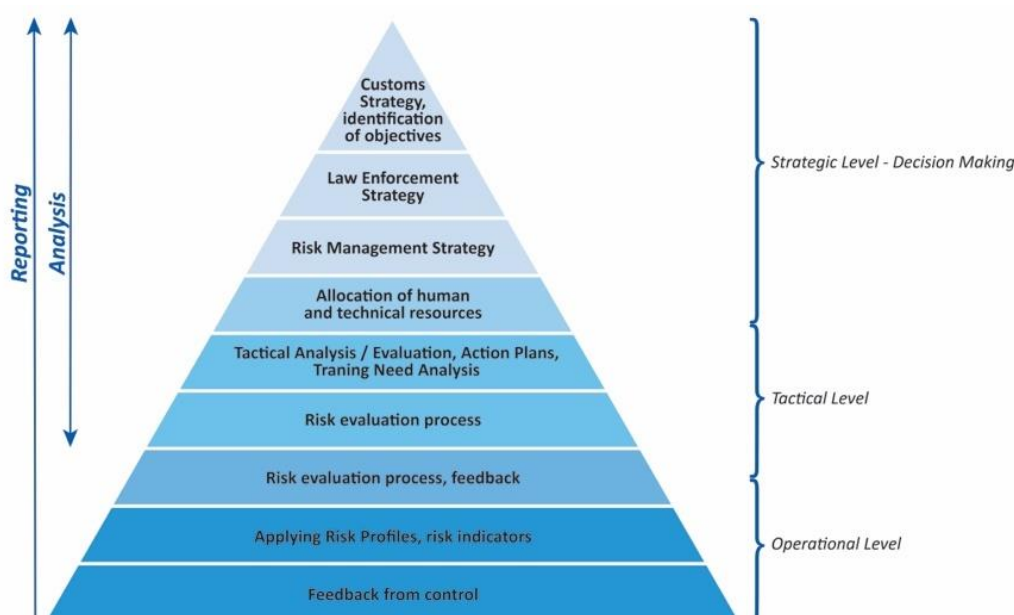 Reporting
Analysis
Customs
Strategy,
identification
of objectives
Law Enforcement
Strategy
Risk Management Strategy
Allocation of human
and technical resources
Tactical Analysis / Evaluation, Action Plans,
Traning Need Analysis
Risk evaluation process
Risk evaluation process, feedback
Applying Risk Profiles, risk indicators
Feedback from control
Strategic Level - Decision Making
Tactical Level
Operational Level